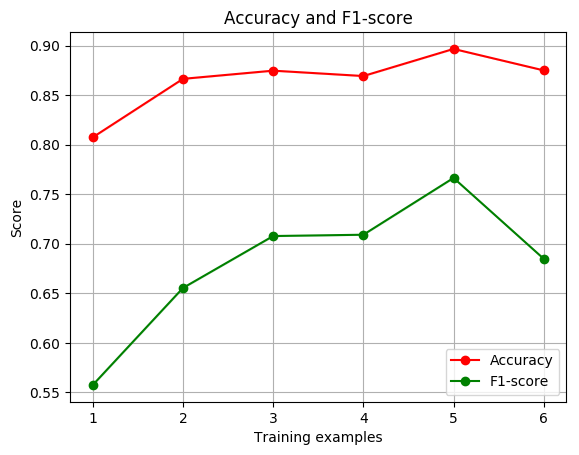 Accuracy and F1-score
Score
0.90
0.85
0.80
0.75
0.70
0.65
0.60
0.55
Accuracy
F1-score
1 2 3 4 5 6
Training examples